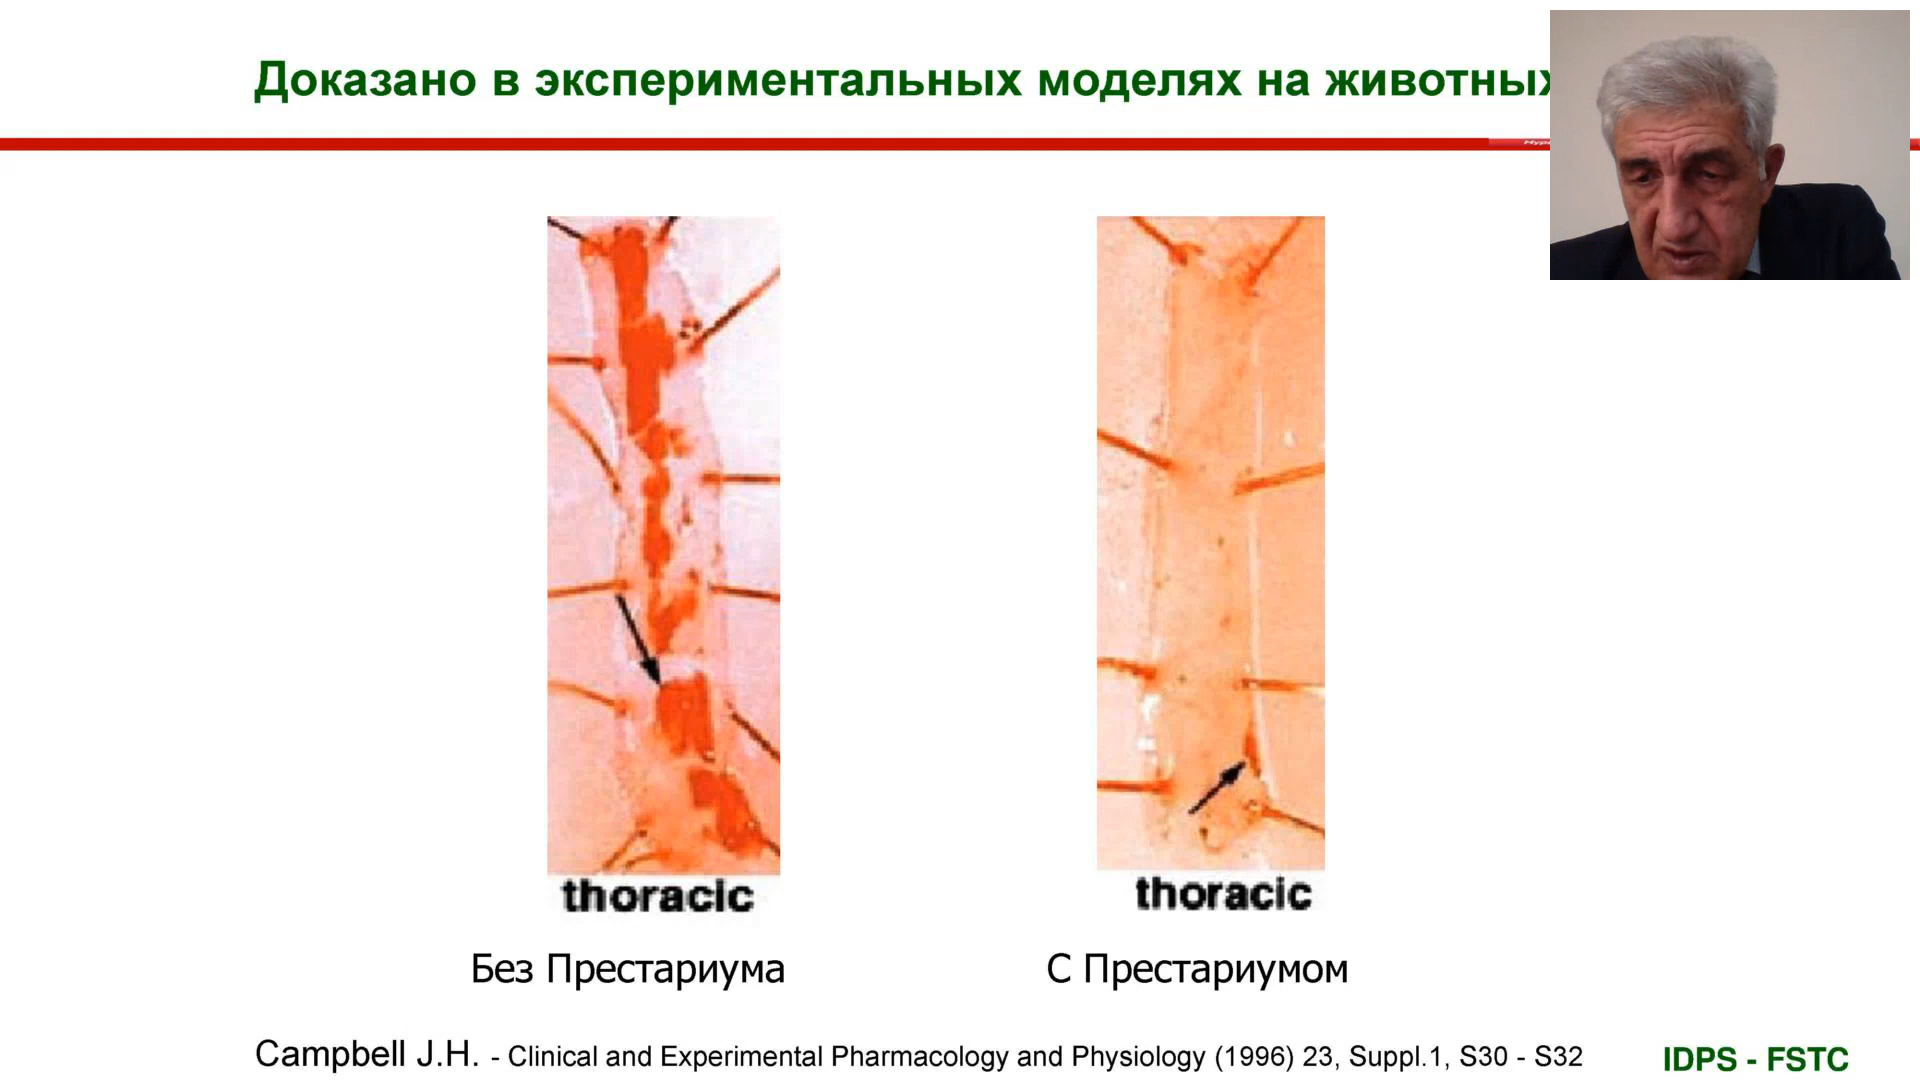 Доказано в экспериментальных моделях на животных
thoracic
thoracic
Без Престариума
С Престариумом
Campbell J.H. - Clinical and Experimental Pharmacology and Physiology (1996) 23, Suppl.1, S30 - S32
IDPS - FSTC